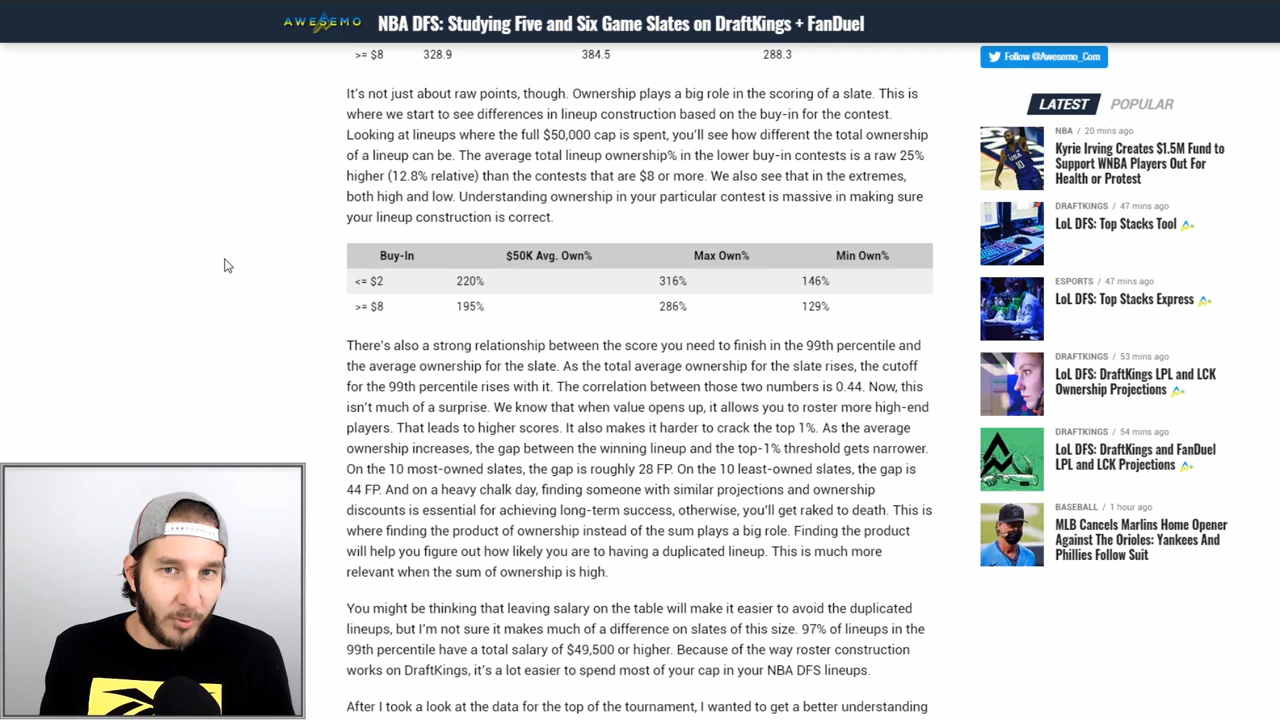 AWESEMO
NBA DFS: Studying Five and Six Game Slates on DraftKings + FanDuel
>= $8 328.9 384.5 288.3
It's not just about raw points, though. Ownership plays a big role in the scoring of a slate. This is
where we start to see differences in lineup construction based on the buy-in for the contest.
Looking at lineups where the full $50,000 cap is spent, you'll see how different the total ownership
of a lineup can be. The average total lineup ownership% in the lower buy-in contests is a raw 25%
higher (12.8% relative) than the contests that are $8 or more. We also see that in the extremes,
both high and low. Understanding ownership in your particular contest is massive in making sure
your lineup construction is correct.
Buy-In $50K Avg. Own% Max Own% Min Own%
<= $2 220% 316% 146%
>= $8 195% 286% 129%
There's also a strong relationship between the score you need to finish in the 99th percentile and
the average ownership for the slate. As the total average ownership for the slate rises, the cutoff
for the 99th percentile rises with it. The correlation between those two numbers is 0.44. Now, this
isn't much of a surprise. We know that when value opens up, it allows you to roster more high-end
players. That leads to higher scores. It also makes it harder to crack the top 1%. As the average
ownership increases, the gap between the winning lineup and the top-1% threshold gets narrower.
On the 10 most-owned slates, the gap is roughly 28 FP. On the 10 least-owned slates, the gap is
44 FP. And on a heavy chalk day, finding someone with similar projections and ownership
discounts is essential for achieving long-term success, otherwise, you'll get raked to death. This is
where finding the product of ownership instead of the sum plays a big role. Finding the product
will help you figure out how likely you are to having a duplicated lineup. This is much more
relevant when the sum of ownership is high.
You might be thinking that leaving salary on the table will make it easier to avoid the duplicated
lineups, but I'm not sure it makes much of a difference on slates of this size. 97% of lineups in the
99th percentile have a total salary of $49,500 or higher. Because of the way roster construction
works on DraftKings, it's a lot easier to spend most of your cap in your NBA DFS lineups.
After I took a look at the data for the top of the tournament, I wanted to get a better understanding
Follow @Awesemo_Com
LATEST POPULAR
NBA / 20 mins ago
Kyrie Irving Creates $1.5M Fund to
Support WNBA Players Out For
Health or Protest
DRAFTKINGS / 47 mins ago
LoL DFS: Top Stacks Tool
ESPORTS / 47 mins ago
LoL DFS: Top Stacks Express
DRAFTKINGS / 53 mins ago
LoL DFS: DraftKings LPL and LCK
Ownership Projections
DRAFTKINGS / 54 mins ago
LoL DFS: DraftKings and FanDuel
LPL and LCK Projections
BASEBALL / 1 hour ago
MLB Cancels Marlins Home Opener
Against The Orioles: Yankees And
Phillies Follow Suit